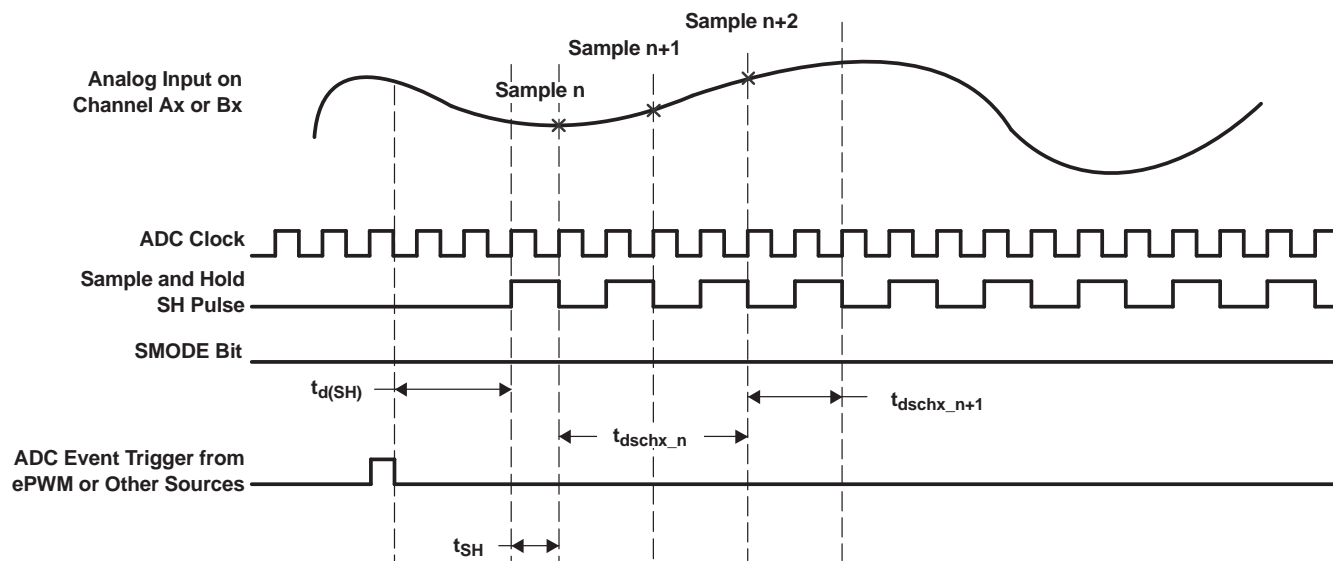 Sample n+2
Sample n+1
Analog Input on
Channel Ax or Bx
Sample n
ADC Clock
Sample and Hold
SH Pulse
SMODE Bit
td(SH)
tdschx_n+1
tdschx_n
ADC Event Trigger from
ePWM or Other Sources
tSH